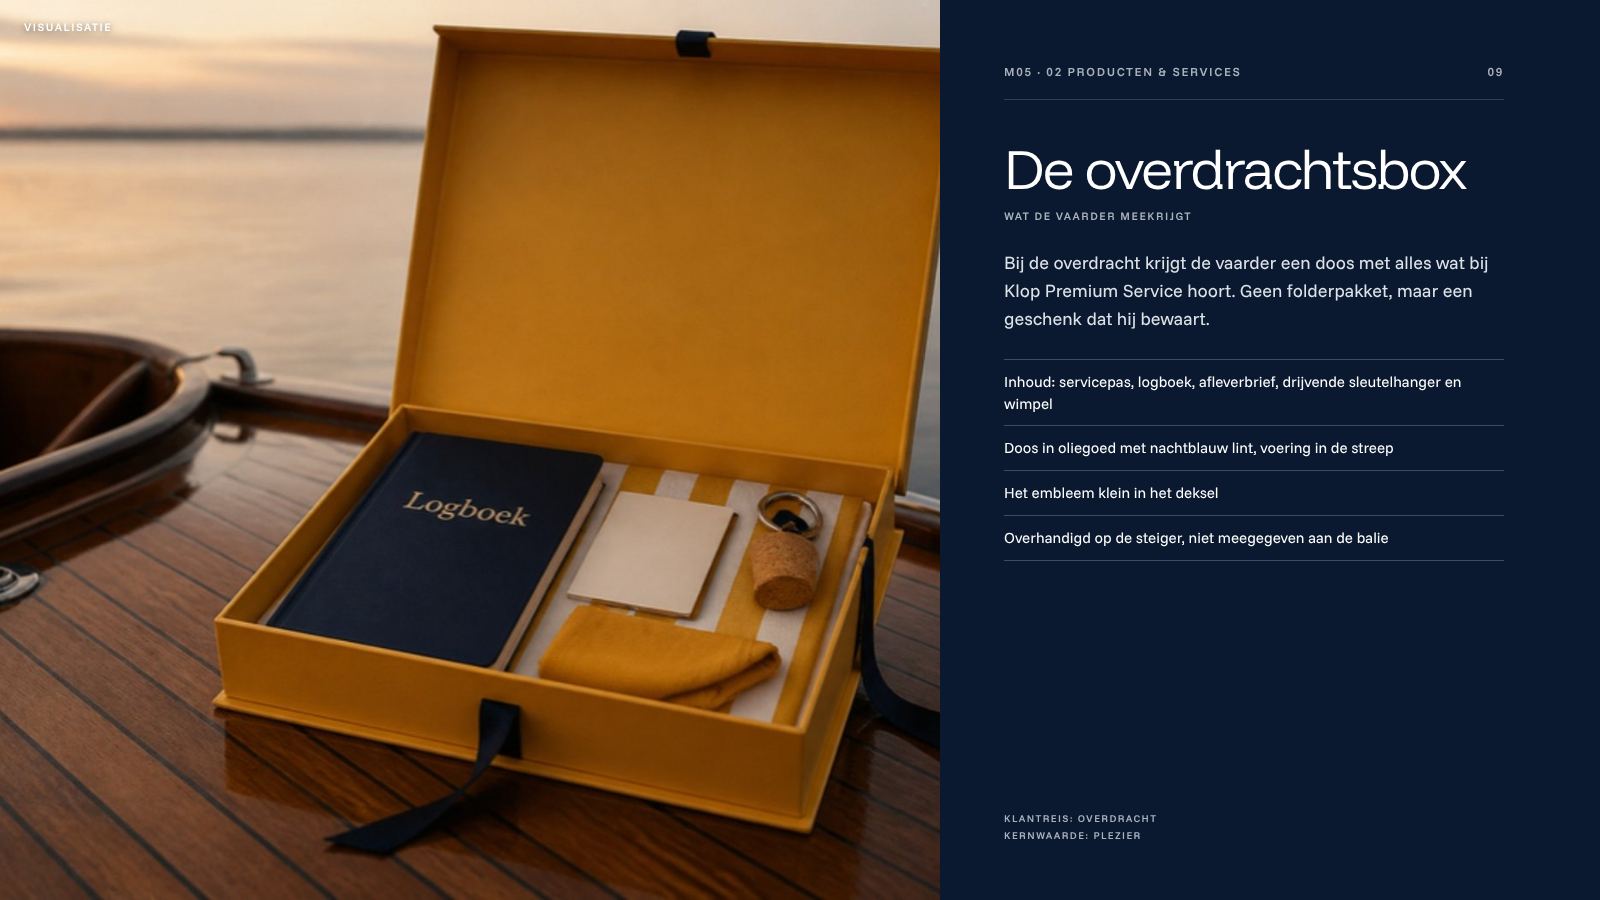 VISUALISATIE
Logboek
M05 · 02 PRODUCTEN & SERVICES
09
De overdrachtsbox
WAT DE VAARDER MEEKRIJGT
Bij de overdracht krijgt de vaarder een doos met alles wat bij
Klop Premium Service hoort. Geen folderpakket, maar een
geschenk dat hij bewaart.
Inhoud: servicepas, logboek, afleverbrief, drijvende sleutelhanger en
wimpel
Doos in oliegoed met nachtblauw lint, voering in de streep
Het embleem klein in het deksel
Overhandigd op de steiger, niet meegegeven aan de balie
KLANTREIS: OVERDRACHT
KERNWAARDE: PLEZIER